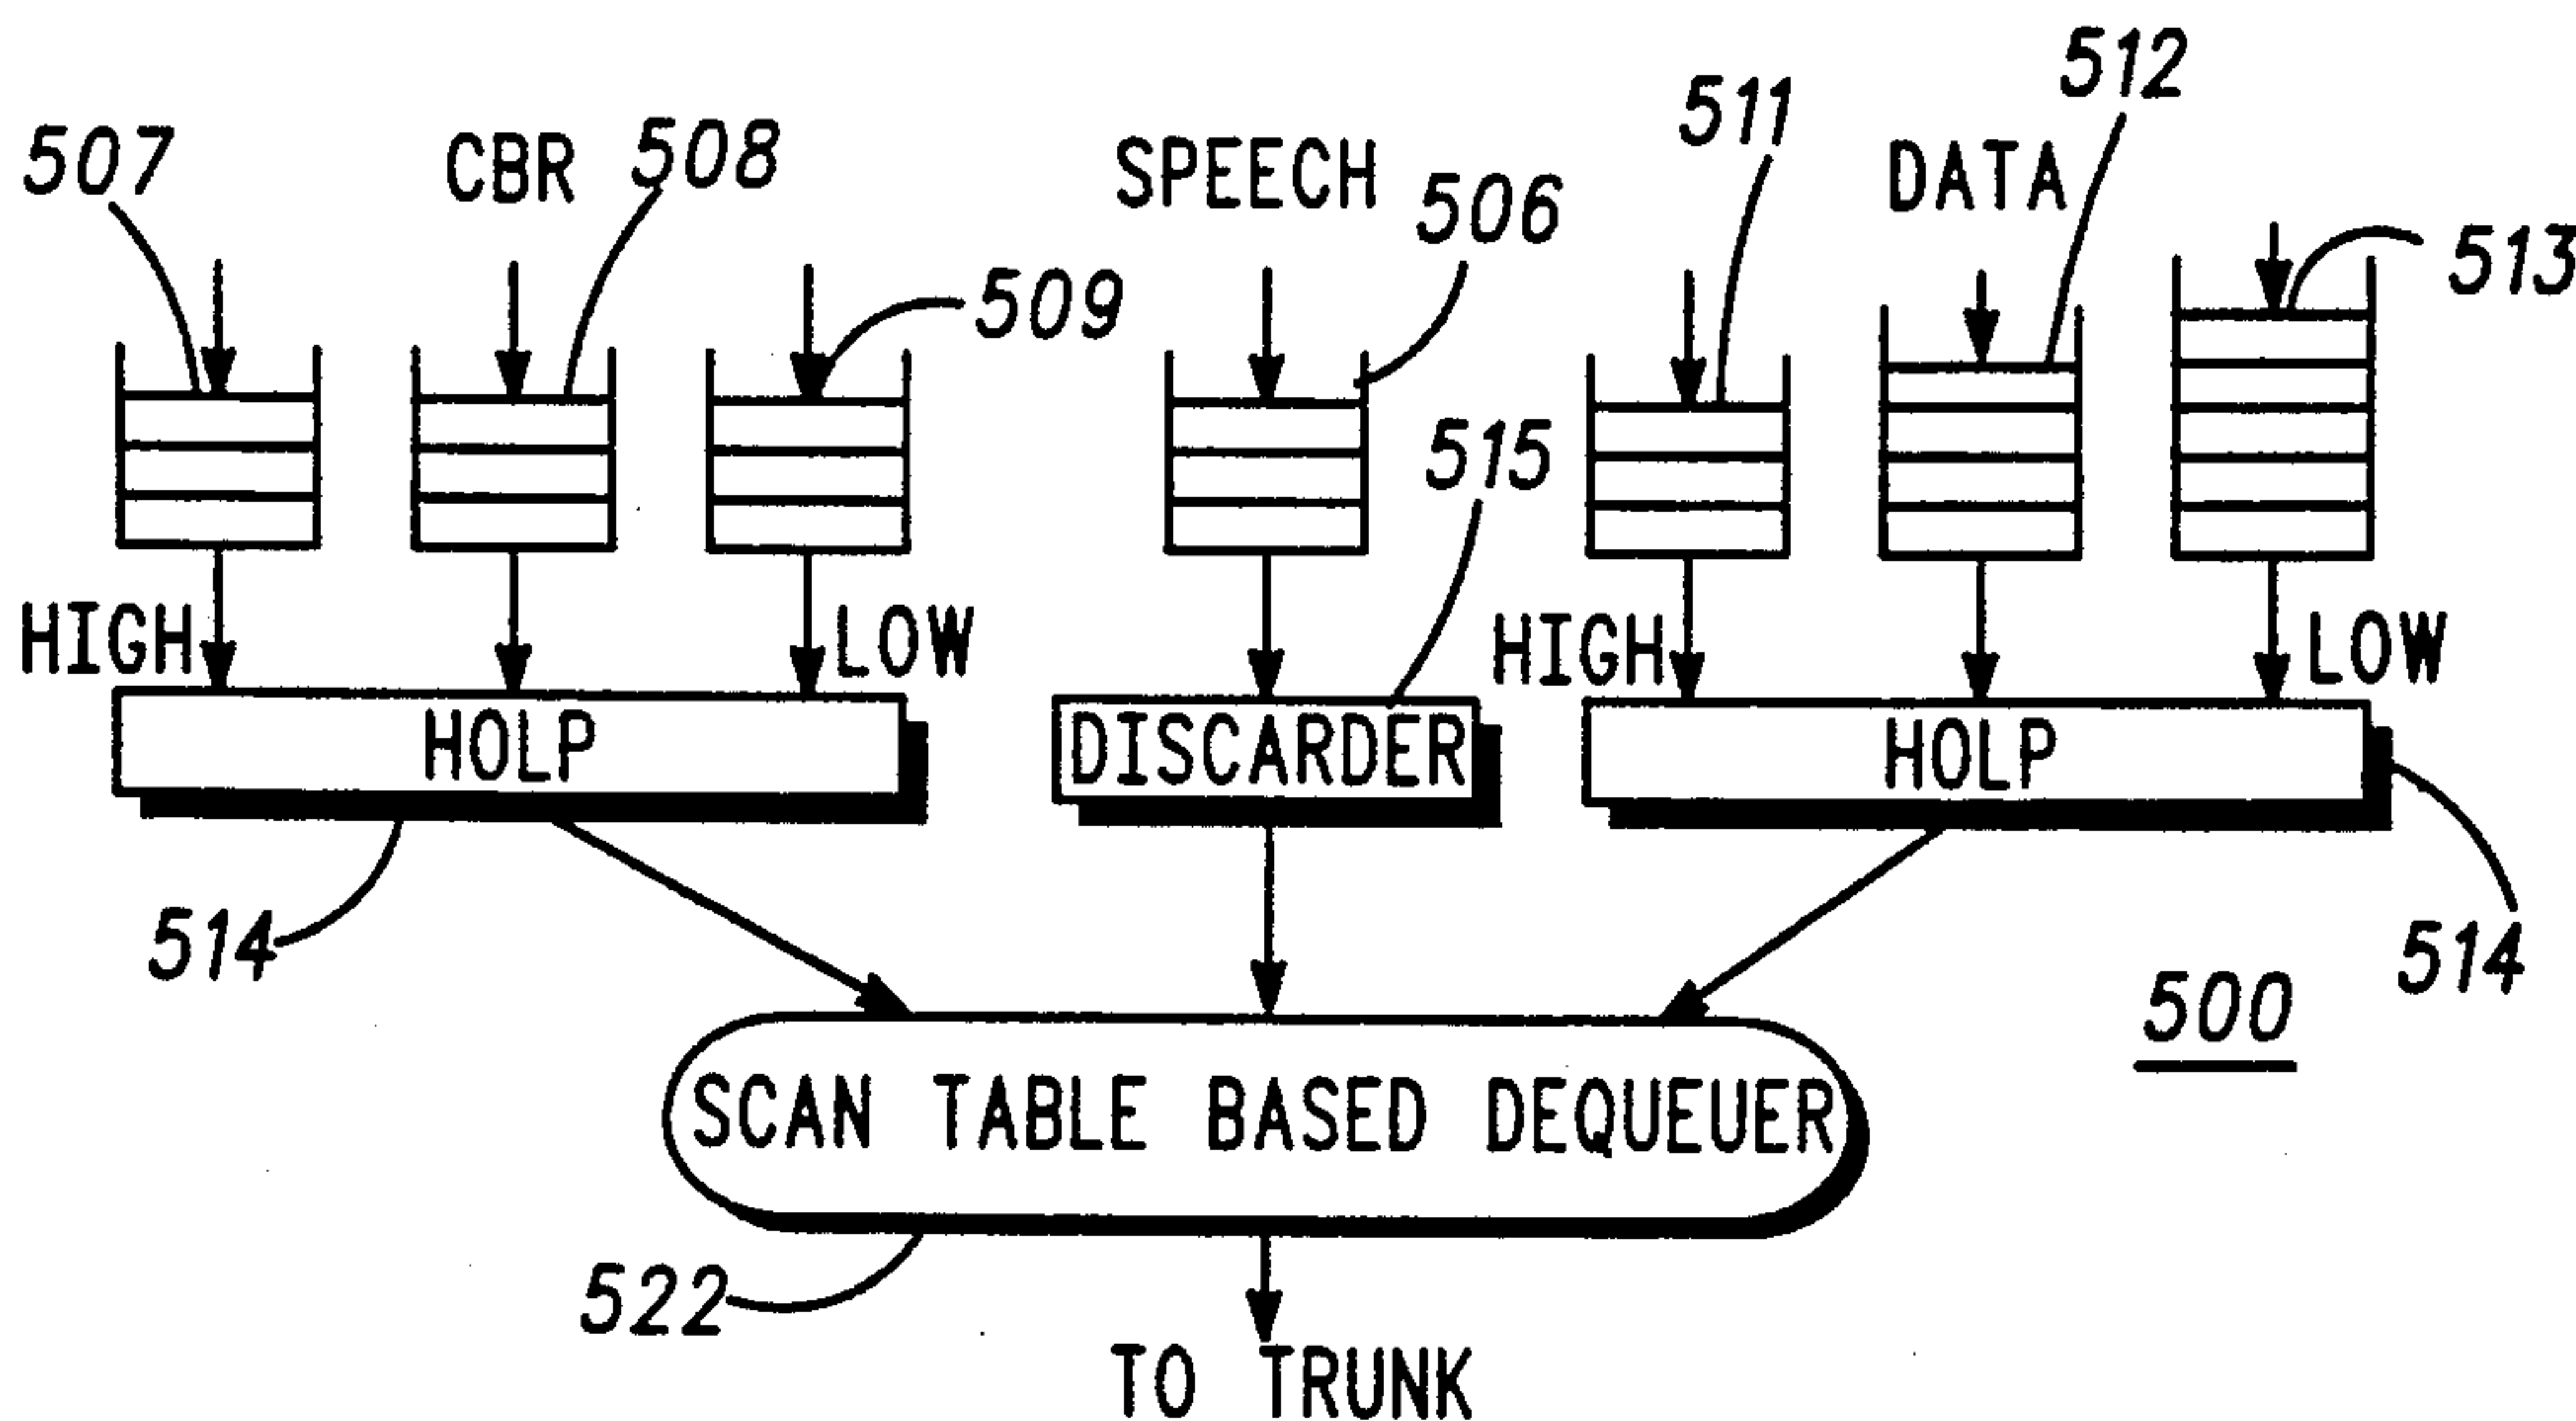 507
CBR
508
509
SPEECH
506
511
DATA
512
513
515
HIGH
LOW
HIGH
LOW
HOLP
DISCARDER
HOLP
514
514
500
SCAN TABLE BASED DEQUEUER
522
TO TRUNK